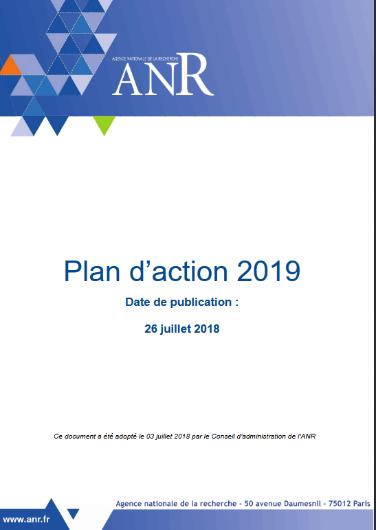 AGENCE NATIONALE DE LA RECHERCHE
ANR
Plan d'action 2019
Date de publication :
26 juillet 2018
Ce document a été adopté le 03 juillet 2018 par le Conseil d'administration de l'ANR
Agence nationale de la recherche - 50 avenue Daumesnil - 75012 Paris
www.anr.fr